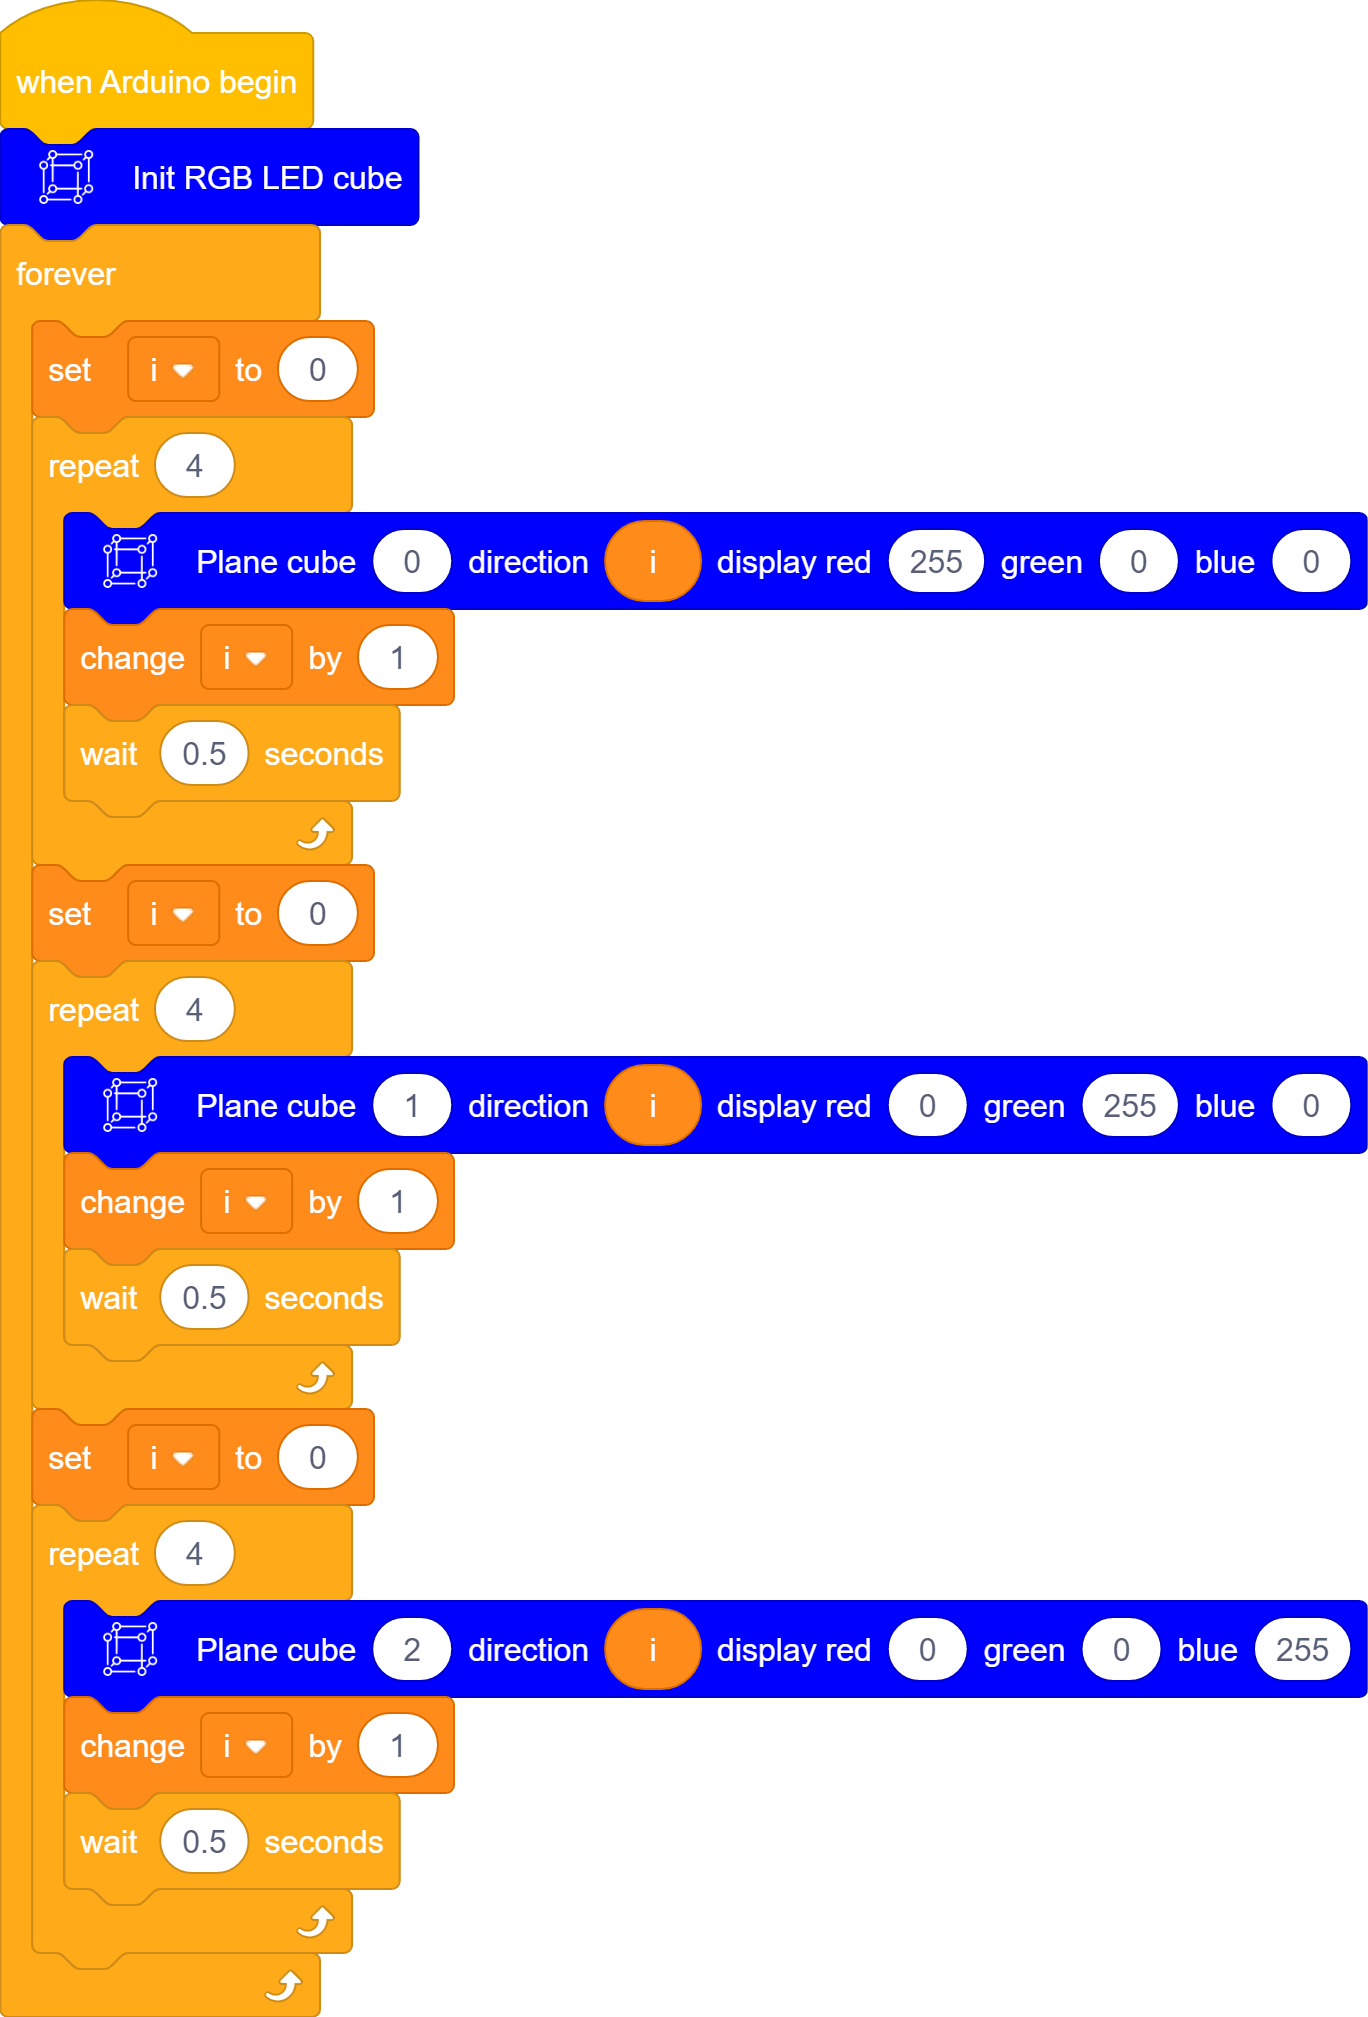 when Arduino begin
Init RGB LED cube
forever
set i to 0
repeat 4
Plane cube 0 direction i display red 255 green 0 blue 0
change i by 1
wait 0.5 seconds
set i to 0
repeat 4
Plane cube 1 direction i display red 0 green 255 blue 0
change i by 1
wait 0.5 seconds
set i to 0
repeat 4
Plane cube 2 direction i display red 0 green 0 blue 255
change i by 1
wait 0.5 seconds